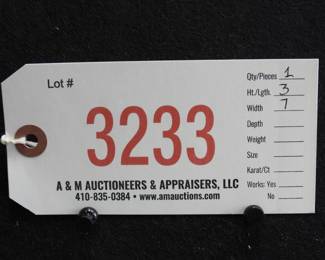 Lot #
3233
A & M AUCTIONEERS & APPRAISERS, LLC
410-835-0384 • www.amauctions.com
Qty/Pieces 1
Ht./Lgth. 3
Width 7
Depth
Weight
Size
Karat/Ct
Works: Yes
No